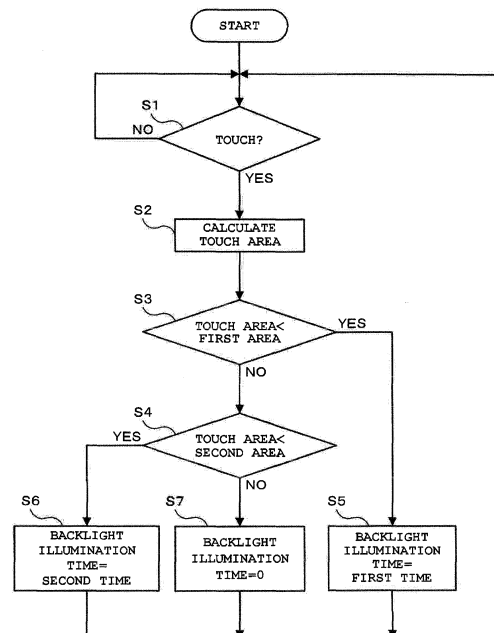 START
S1
NO
TOUCH?
YES
S2
CALCULATE
TOUCH AREA
S3
TOUCH AREA<
FIRST AREA
YES
NO
S4
YES
TOUCH AREA<
SECOND AREA
NO
S6
BACKLIGHT
ILLUMINATION
TIME=
SECOND TIME
S7
BACKLIGHT
ILLUMINATION
TIME=0
S5
BACKLIGHT
ILLUMINATION
TIME=
FIRST TIME